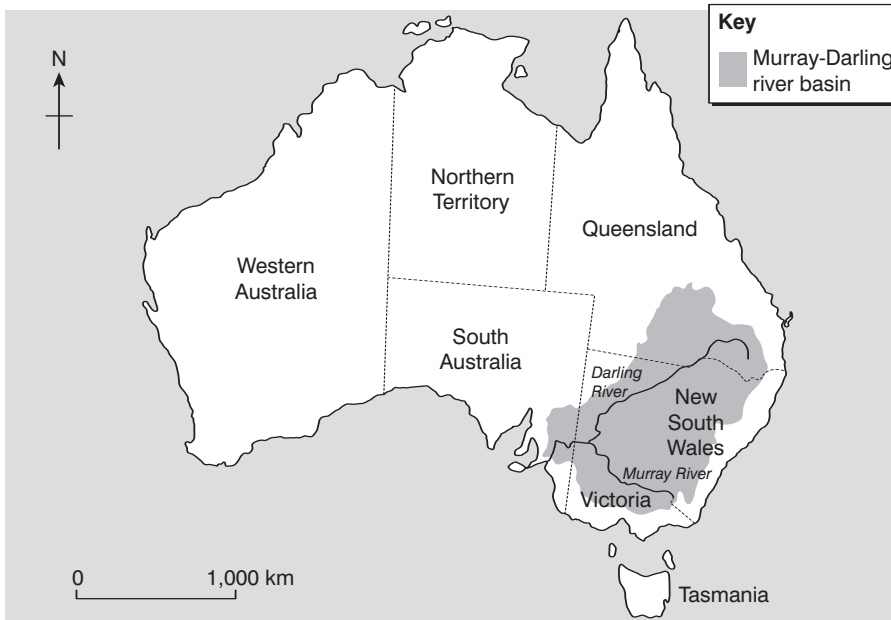 Key
Murray-Darling
river basin
N
Northern
Territory
Queensland
Western
Australia
South
Australia
Darling
River
New
South
Wales
Murray River
Victoria
0
1,000 km
Tasmania